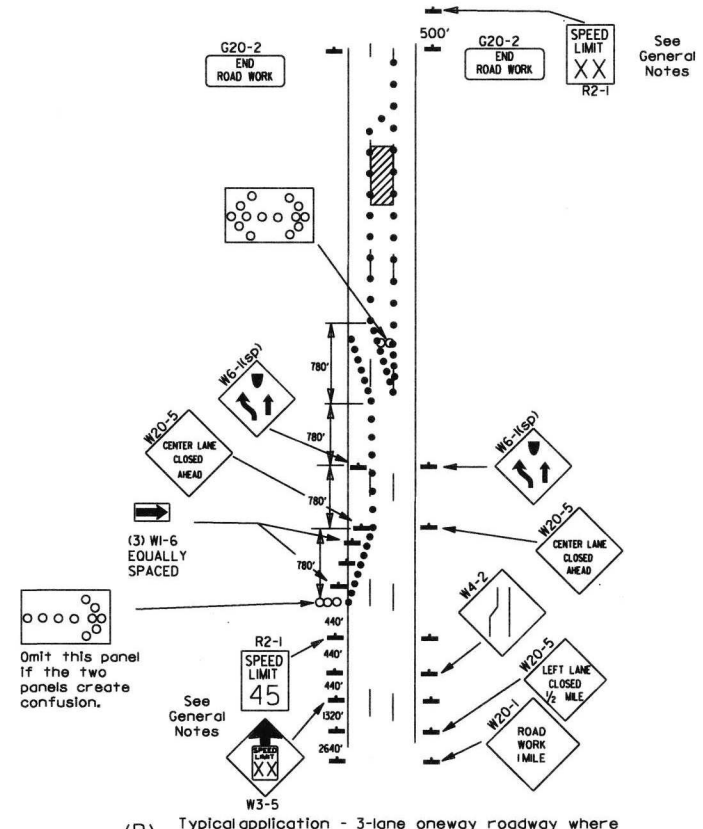 500'
G20-2
END
ROAD WORK
G20-2
END
ROAD WORK
SPEED
LIMIT
XX
R2-1
See
General
Notes
780'
W6-1(sp)
W20-5
CENTER LANE
CLOSED
AHEAD
780'
W6-1(sp)
780'
(3) W1-6
EQUALLY
SPACED
W20-5
CENTER LANE
CLOSED
AHEAD
780'
W4-2
Omit this panel
if the two
panels create
confusion.
440'
R2-1
SPEED
LIMIT
45
440'
440'
W20-5
LEFT LANE
CLOSED
1/2 MILE
See
General
Notes
1320'
W20-1
ROAD
WORK
1 MILE
2640'
SPEED
LIMIT
XX
W3-5
(B) Typical application - 3-lane oneway roadway where